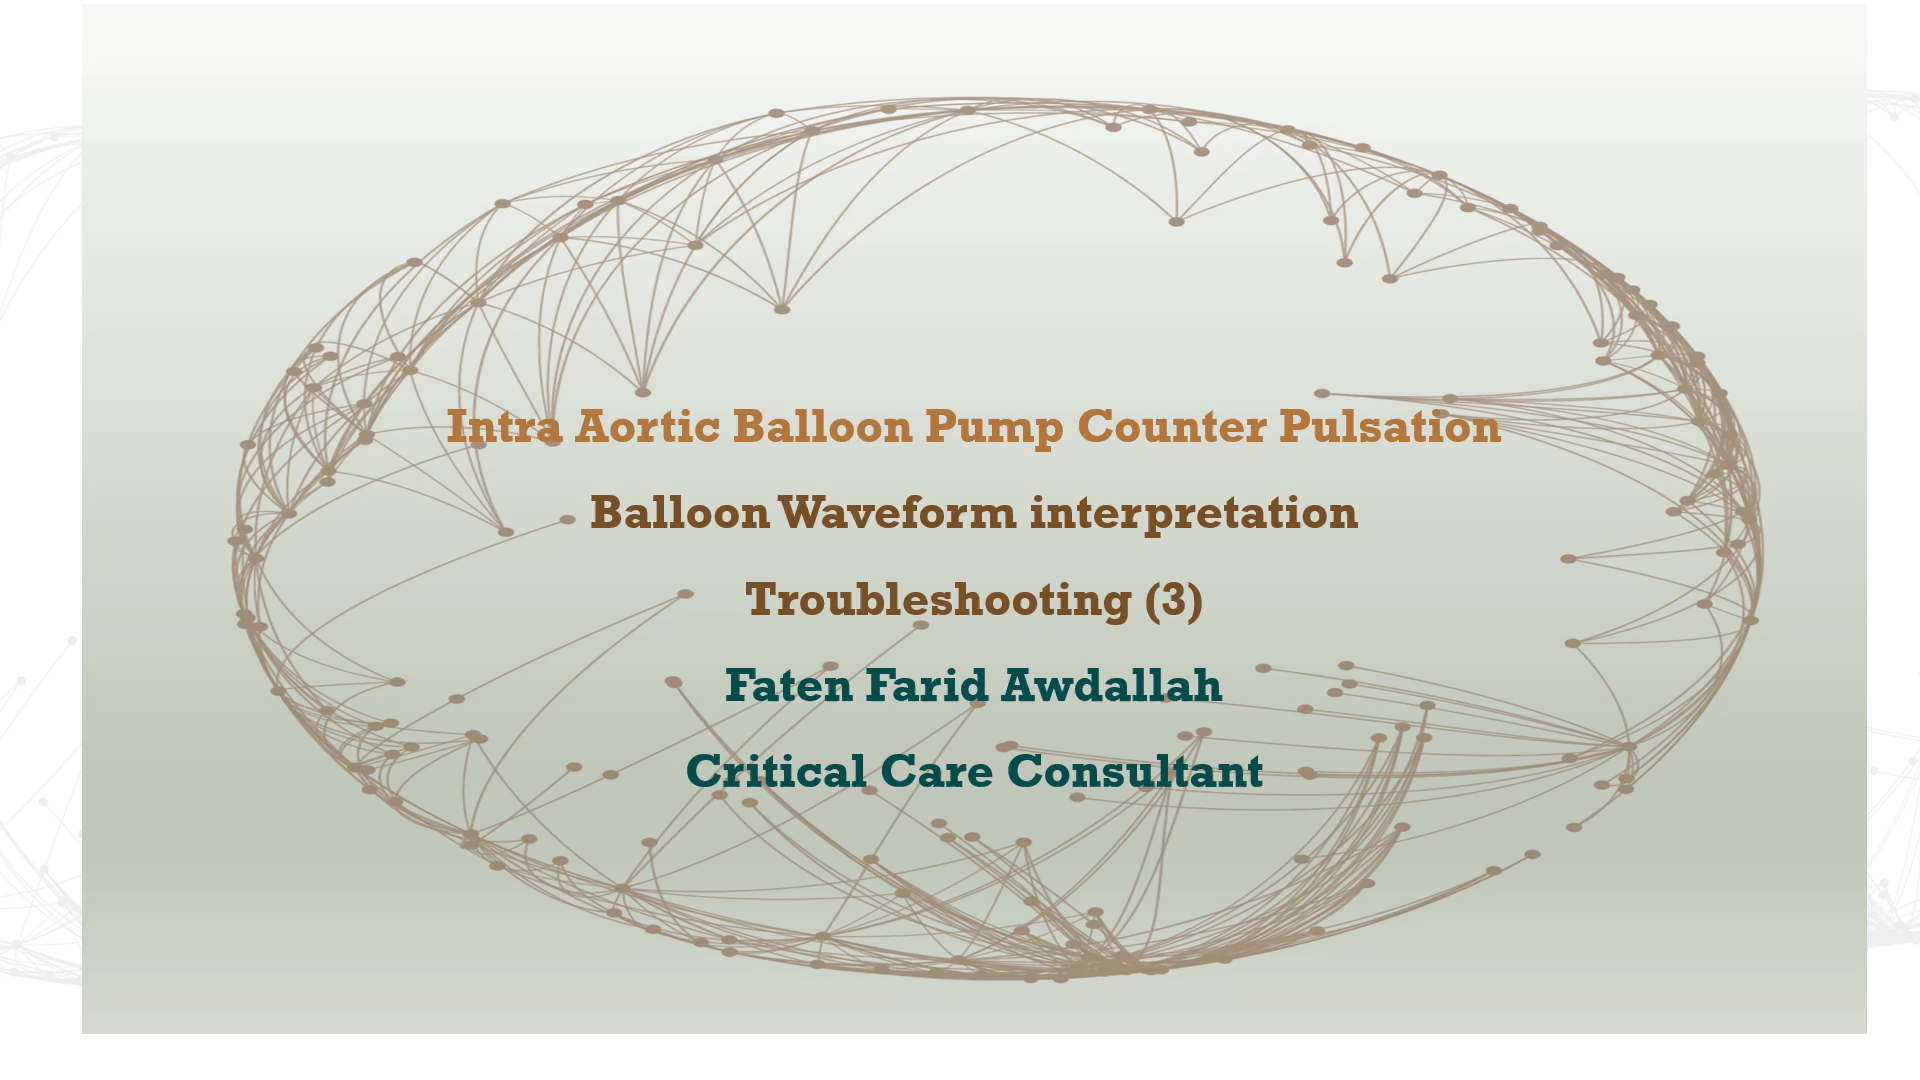 Intra Aortic Balloon Pump Counter Pulsation
Balloon Waveform interpretation
Troubleshooting (3)
Faten Farid Awdallah
Critical Care Consultant